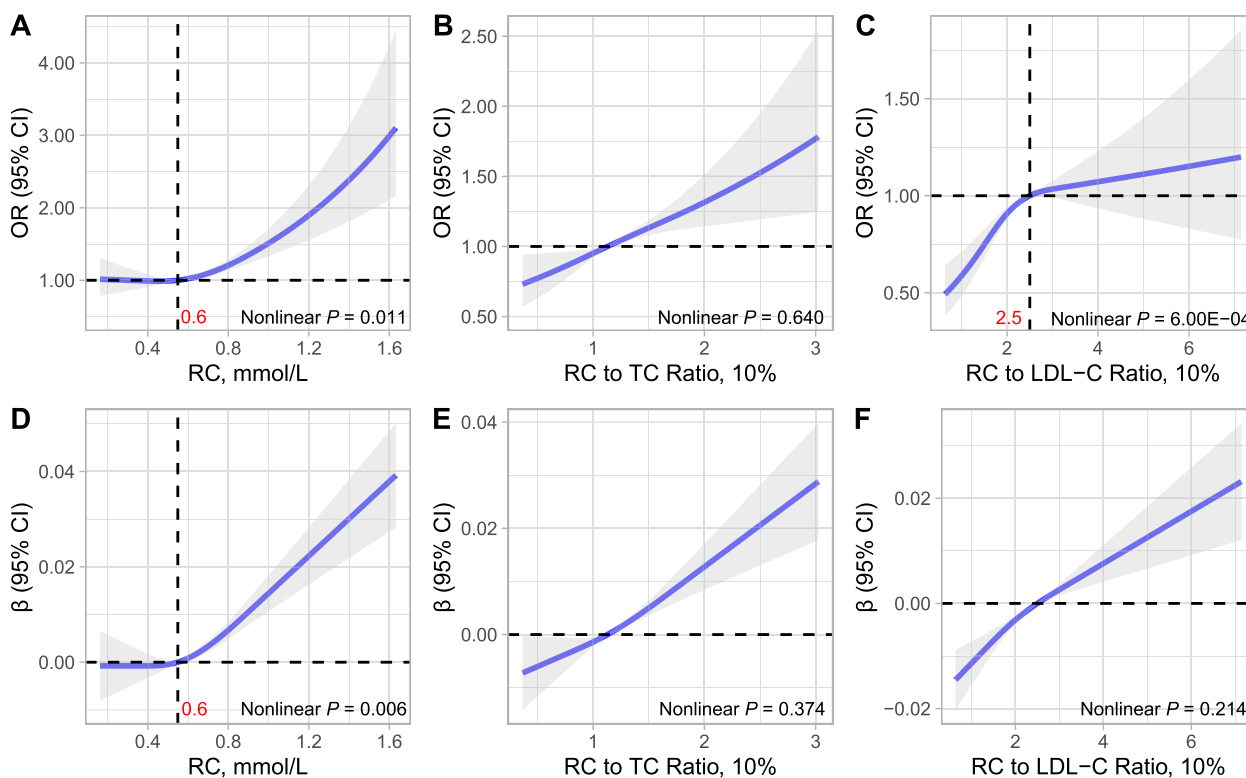 A
OR (95% CI)
4.00
3.00
2.00
1.00
0.6
Nonlinear P = 0.011
0.4
0.8
1.2
1.6
RC, mmol/L
B
OR (95% CI)
2.50
2.00
1.50
1.00
0.50
Nonlinear P = 0.640
1
2
3
RC to TC Ratio, 10%
C
OR (95% CI)
1.50
1.00
0.50
2.5
Nonlinear P = 6.00E−04
2
4
6
RC to LDL−C Ratio, 10%
D
β (95% CI)
0.04
0.02
0.00
0.6
Nonlinear P = 0.006
0.4
0.8
1.2
1.6
RC, mmol/L
E
β (95% CI)
0.04
0.02
0.00
Nonlinear P = 0.374
1
2
3
RC to TC Ratio, 10%
F
β (95% CI)
0.02
0.00
−0.02
Nonlinear P = 0.214
2
4
6
RC to LDL−C Ratio, 10%